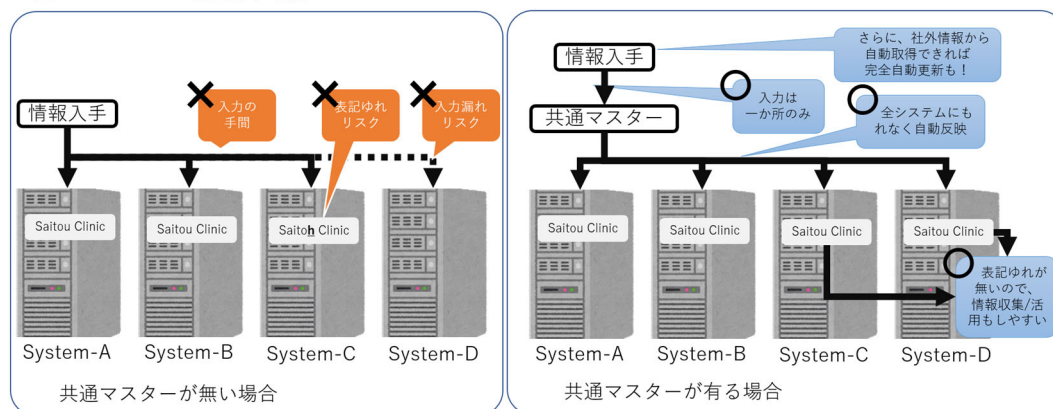 情報入手
入力の
手間
表記ゆれ
リスク
入力漏れ
リスク
Saitou Clinic
Saitou Clinic
Saitoh Clinic
System-A
System-B
System-C
System-D
共通マスターが無い場合
情報入手
さらに、社外情報から
自動取得できれば
完全自動更新も！
入力は
一か所のみ
共通マスター
全システムにも
れなく自動反映
Saitou Clinic
Saitou Clinic
Saitou Clinic
Saitou Clinic
表記ゆれが
無いので、
情報収集/活
用もしやすい
System-A
System-B
System-C
System-D
共通マスターが有る場合